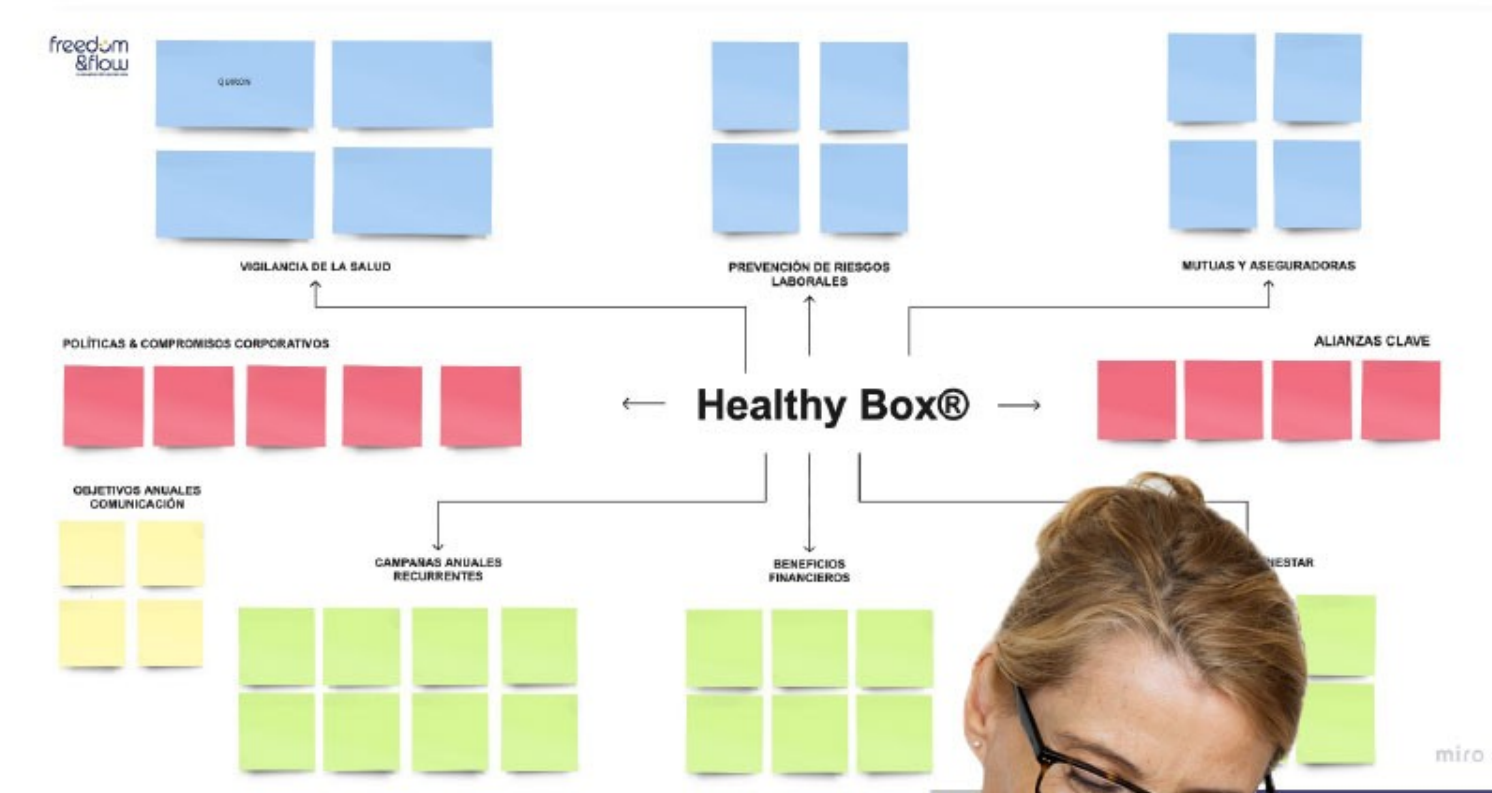 freedom
&flow
QUIRÓN
VIGILANCIA DE LA SALUD
PREVENCIÓN DE RIESGOS
LABORALES
MUTUAS Y ASEGURADORAS
POLÍTICAS & COMPROMISOS CORPORATIVOS
ALIANZAS CLAVE
Healthy Box®
OBJETIVOS ANUALES
COMUNICACIÓN
CAMPAÑAS ANUALES
RECURRENTES
BENEFICIOS
FINANCIEROS
miro